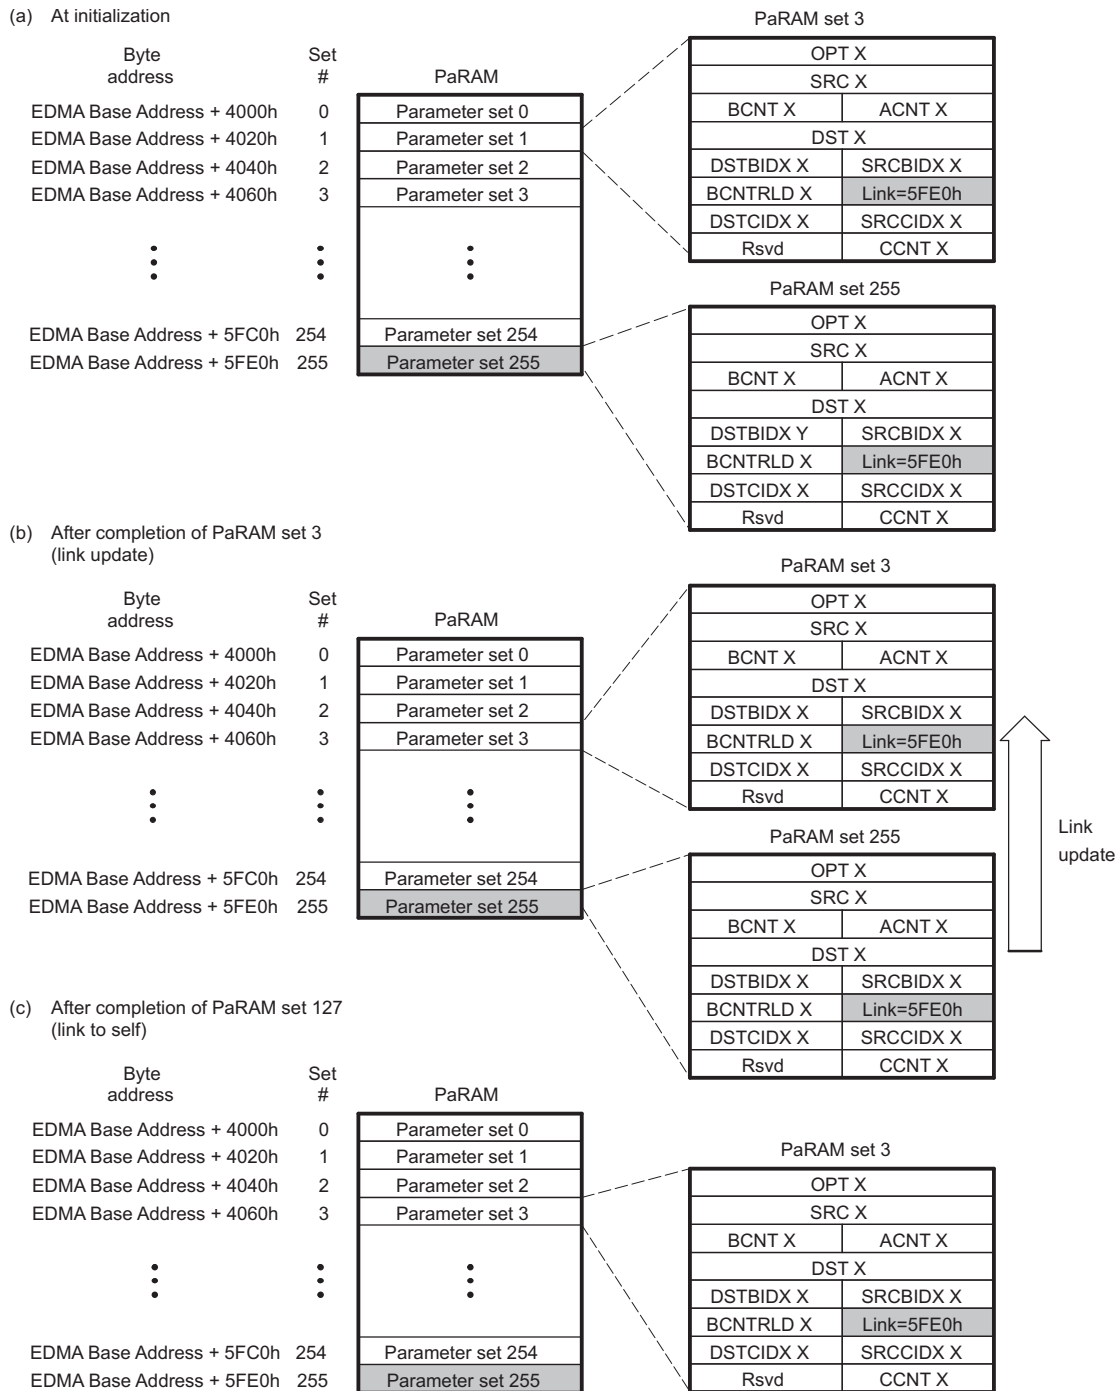 (a) At initialization
Byte address
Set #
PaRAM
EDMA Base Address + 4000h 0 Parameter set 0
EDMA Base Address + 4020h 1 Parameter set 1
EDMA Base Address + 4040h 2 Parameter set 2
EDMA Base Address + 4060h 3 Parameter set 3
EDMA Base Address + 5FC0h 254 Parameter set 254
EDMA Base Address + 5FE0h 255 Parameter set 255
PaRAM set 3
OPT X
SRC X
BCNT X ACNT X
DST X
DSTBIDX X SRCBIDX X
BCNTRLD X Link=5FE0h
DSTCIDX X SRCCIDX X
Rsvd CCNT X
PaRAM set 255
OPT X
SRC X
BCNT X ACNT X
DST X
DSTBIDX Y SRCBIDX X
BCNTRLD X Link=5FE0h
DSTCIDX X SRCCIDX X
Rsvd CCNT X
(b) After completion of PaRAM set 3
(link update)
Byte address
Set #
PaRAM
EDMA Base Address + 4000h 0 Parameter set 0
EDMA Base Address + 4020h 1 Parameter set 1
EDMA Base Address + 4040h 2 Parameter set 2
EDMA Base Address + 4060h 3 Parameter set 3
EDMA Base Address + 5FC0h 254 Parameter set 254
EDMA Base Address + 5FE0h 255 Parameter set 255
PaRAM set 3
OPT X
SRC X
BCNT X ACNT X
DST X
DSTBIDX X SRCBIDX X
BCNTRLD X Link=5FE0h
DSTCIDX X SRCCIDX X
Rsvd CCNT X
PaRAM set 255
OPT X
SRC X
BCNT X ACNT X
DST X
DSTBIDX X SRCBIDX X
BCNTRLD X Link=5FE0h
DSTCIDX X SRCCIDX X
Rsvd CCNT X
Link
update
(c) After completion of PaRAM set 127
(link to self)
Byte address
Set #
PaRAM
EDMA Base Address + 4000h 0 Parameter set 0
EDMA Base Address + 4020h 1 Parameter set 1
EDMA Base Address + 4040h 2 Parameter set 2
EDMA Base Address + 4060h 3 Parameter set 3
EDMA Base Address + 5FC0h 254 Parameter set 254
EDMA Base Address + 5FE0h 255 Parameter set 255
PaRAM set 3
OPT X
SRC X
BCNT X ACNT X
DST X
DSTBIDX X SRCBIDX X
BCNTRLD X Link=5FE0h
DSTCIDX X SRCCIDX X
Rsvd CCNT X